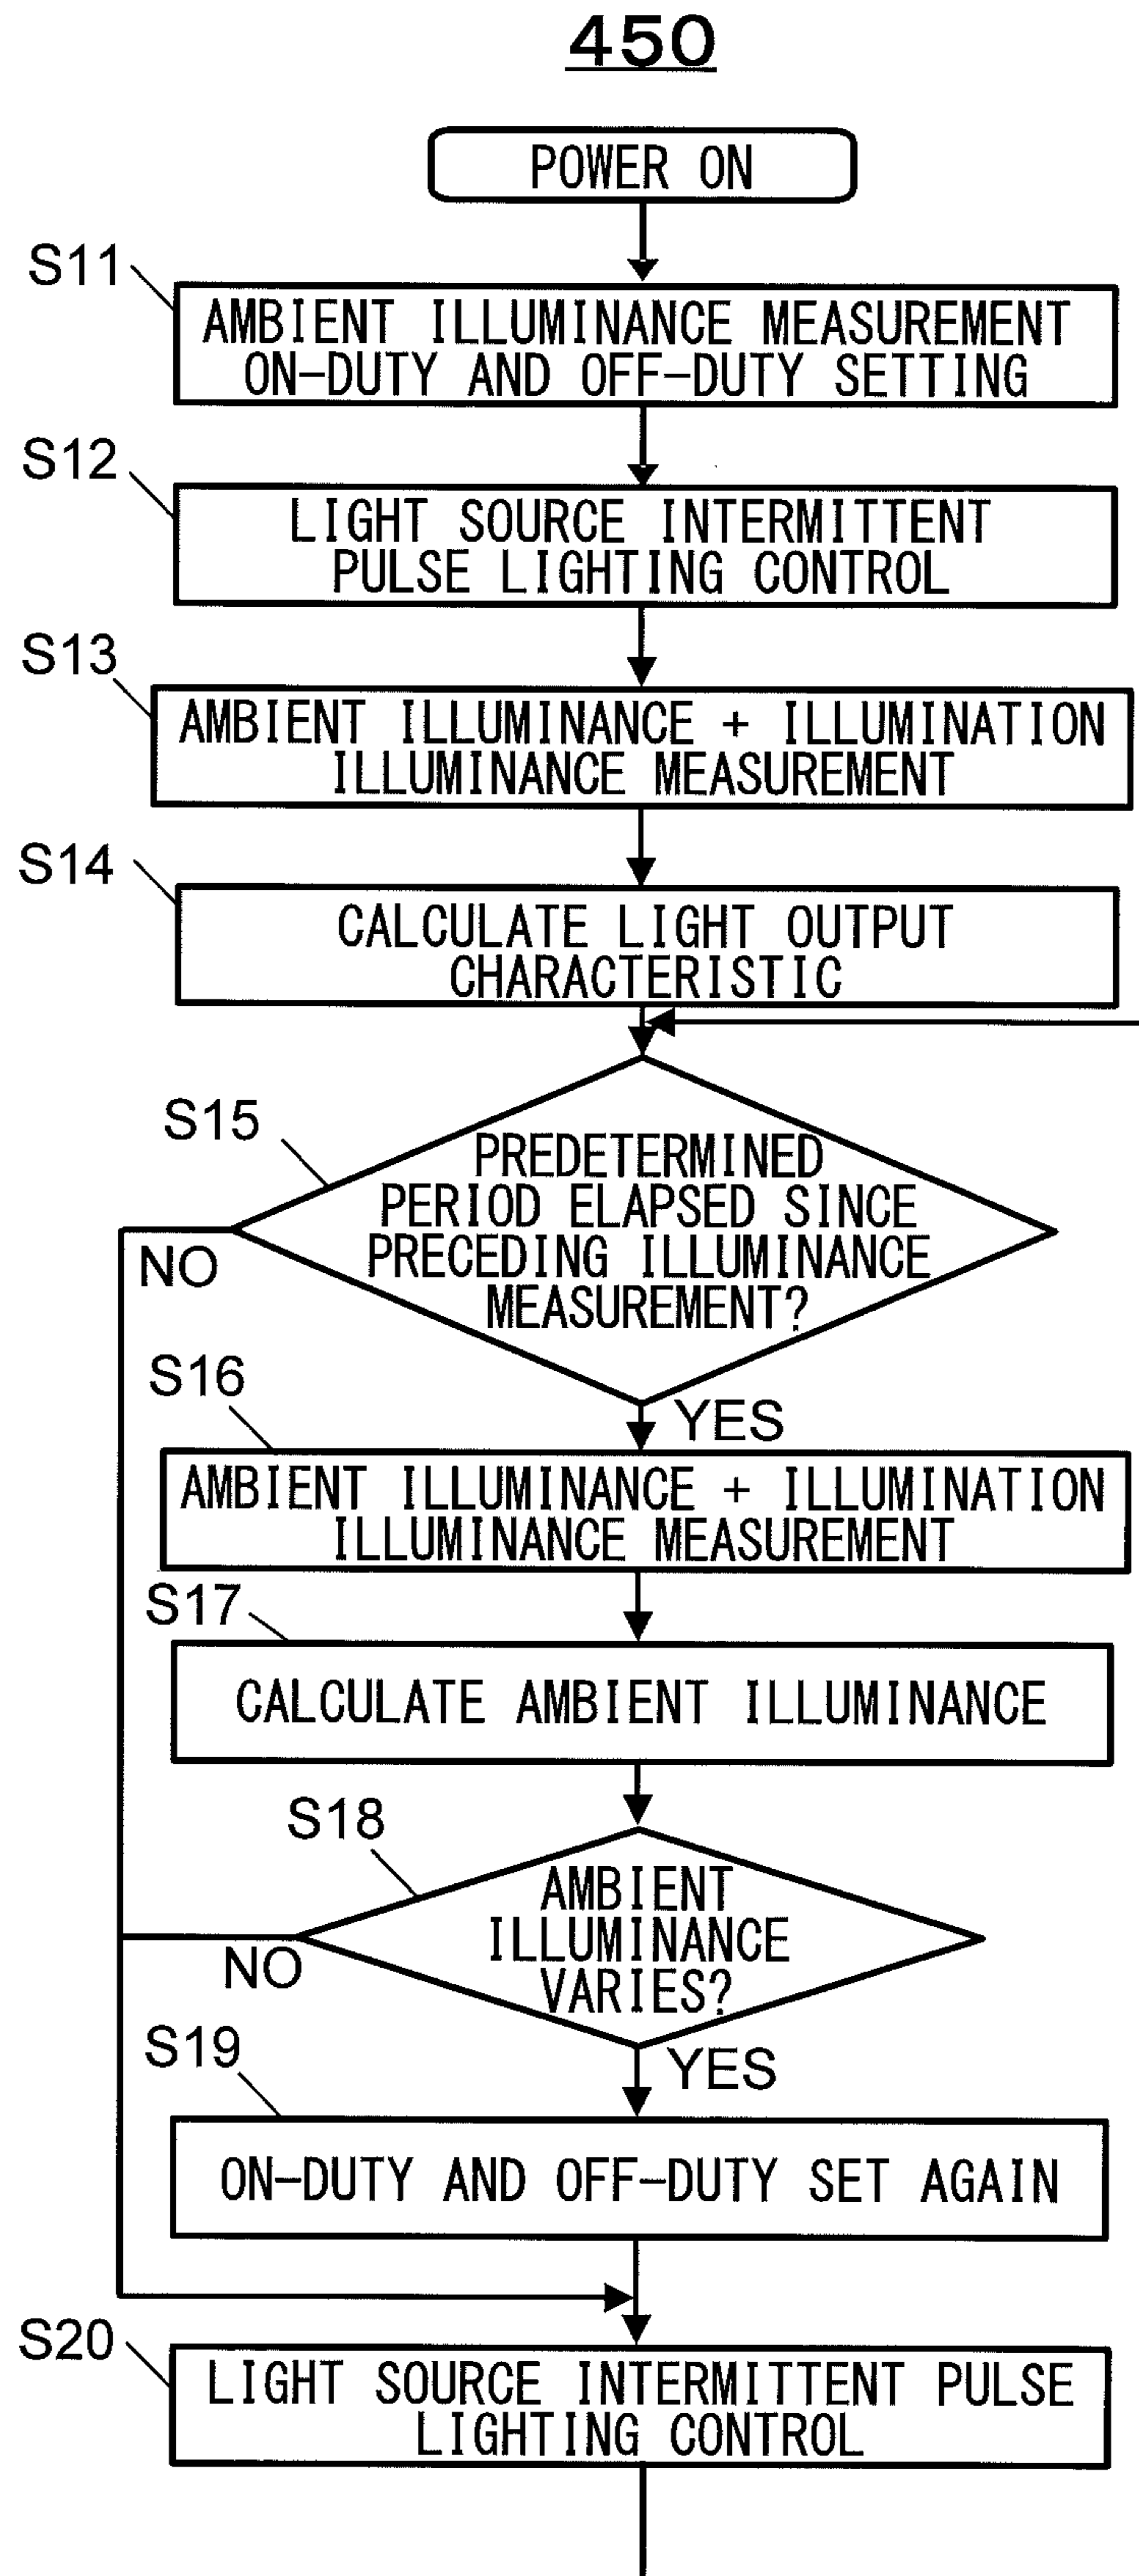 450
POWER ON
S11
AMBIENT ILLUMINANCE MEASUREMENT
ON-DUTY AND OFF-DUTY SETTING
S12
LIGHT SOURCE INTERMITTENT
PULSE LIGHTING CONTROL
S13
AMBIENT ILLUMINANCE + ILLUMINATION
ILLUMINANCE MEASUREMENT
S14
CALCULATE LIGHT OUTPUT
CHARACTERISTIC
S15
PREDETERMINED
PERIOD ELAPSED SINCE
PRECEDING ILLUMINANCE
MEASUREMENT?
NO
YES
S16
AMBIENT ILLUMINANCE + ILLUMINATION
ILLUMINANCE MEASUREMENT
S17
CALCULATE AMBIENT ILLUMINANCE
S18
AMBIENT
ILLUMINANCE
VARIES?
NO
YES
S19
ON-DUTY AND OFF-DUTY SET AGAIN
S20
LIGHT SOURCE INTERMITTENT PULSE
LIGHTING CONTROL